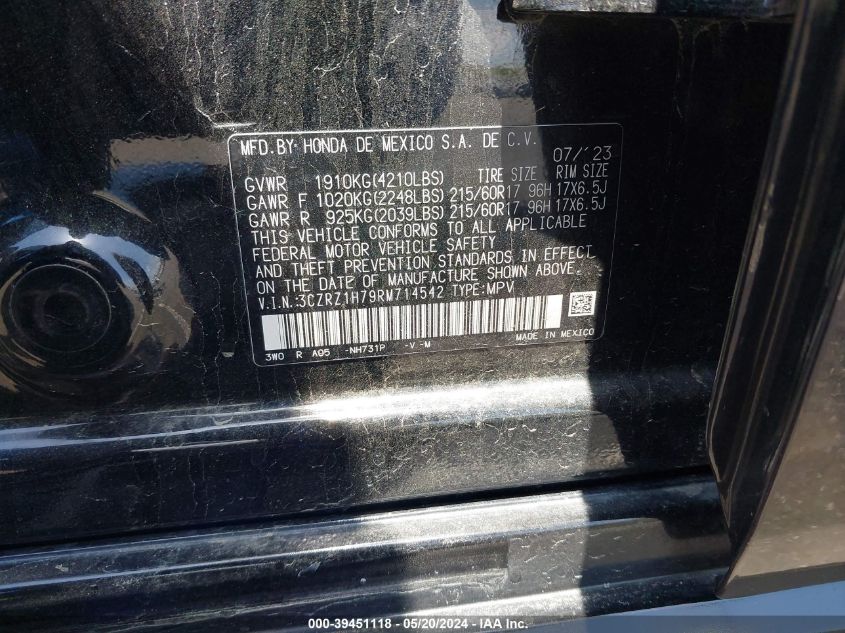 MFD. BY HONDA DE MEXICO S.A. DE C.V.
07/'23
GVWR 1910KG(4210LBS) TIRE SIZE RIM SIZE
GAWR F 1020KG(2248LBS) 215/60R17 96H 17X6.5J
GAWR R 925KG(2039LBS) 215/60R17 96H 17X6.5J
THIS VEHICLE CONFORMS TO ALL APPLICABLE
FEDERAL MOTOR VEHICLE SAFETY
AND THEFT PREVENTION STANDARDS IN EFFECT
ON THE DATE OF MANUFACTURE SHOWN ABOVE.
V.I.N.:3CZRZ1H79RM714542 TYPE:MPV
3W0 R A05 -NH731P -V -M MADE IN MEXICO
000-39451118 - 05/20/2024 - IAA Inc.